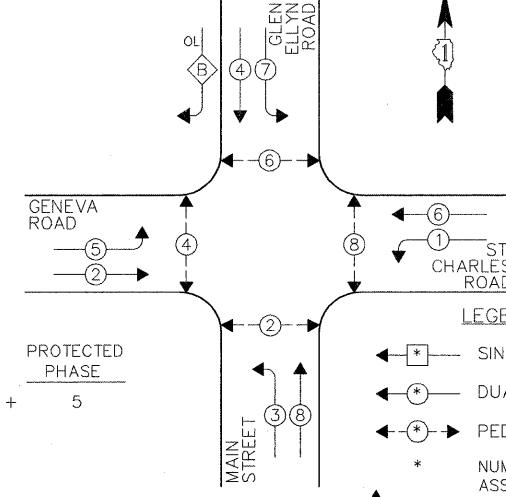 GLEN
ELLYN
ROAD
OL
B
4
7
1
6
GENEVA
ROAD
5
2
4
8
6
1
ST
CHARLES
ROAD
2
PROTECTED
PHASE
+ 5
3
8
MAIN
STREET
LEGE
* SIN
* DUA
* PED
* NUM
ASS